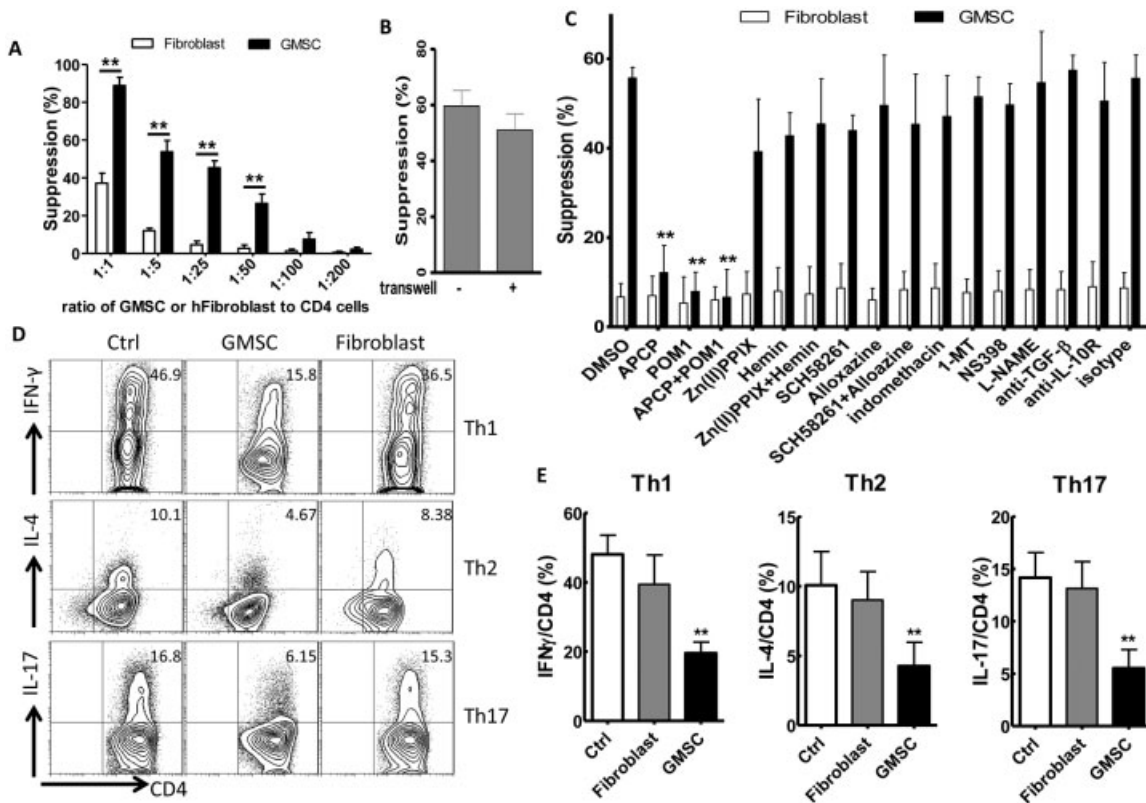 A
Fibroblast GMSC
Suppression (%)
100
80
60
40
20
0
** ** ** **
1:1 1:5 1:25 1:50 1:100 1:200
ratio of GMSC or hFibroblast to CD4 cells
B
Suppression (%)
80
60
40
20
0
transwell - +
C
Fibroblast GMSC
Suppression (%)
60
40
20
0
** ** **
DMSO
APCP
POM1
APCP+POM1
Zn(II)PPIX
Hemin
Zn(II)PPIX+Hemin
SCH58261
Alloxazine
SCH58261+Alloazine
indomethacin
1-MT
NS398
L-NAME
anti-TGF-β
anti-IL-10R
isotype
D
Ctrl GMSC Fibroblast
IFN-γ
46.9 15.8 36.5
Th1
IL-4
10.1 4.67 8.38
Th2
IL-17
16.8 6.15 15.3
Th17
CD4
E
Th1
IFNγ/CD4 (%)
60
40
20
0
**
Ctrl Fibroblast GMSC
Th2
IL-4/CD4 (%)
15
10
5
0
**
Ctrl Fibroblast GMSC
Th17
IL-17/CD4 (%)
20
15
10
5
0
**
Ctrl Fibroblast GMSC